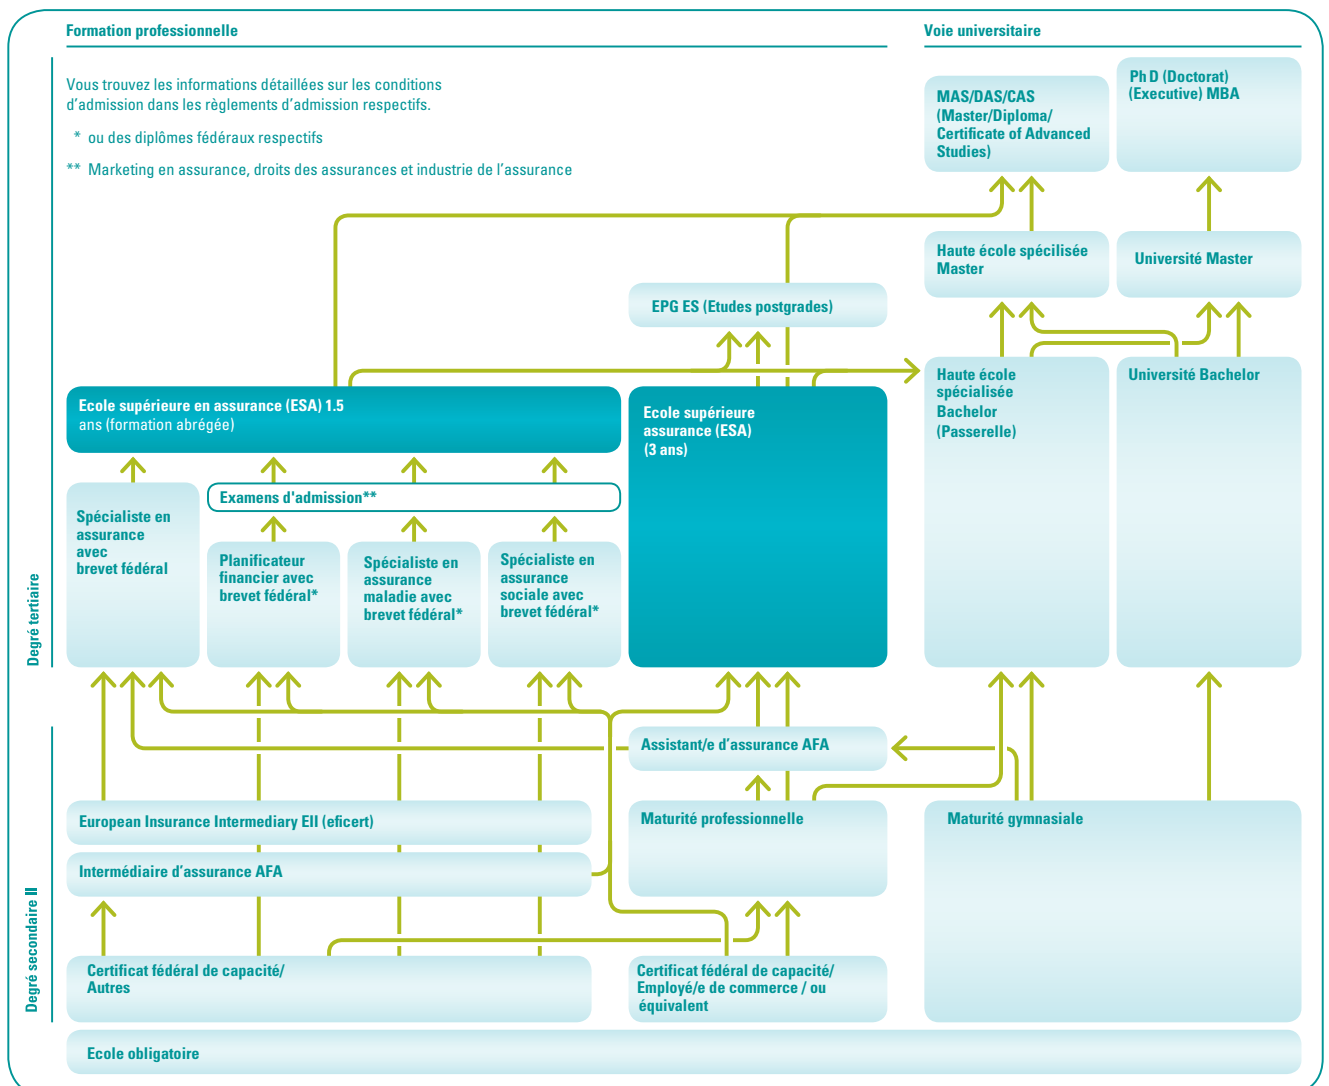 Formation professionnelle
Voie universitaire
Vous trouvez les informations détaillées sur les conditions
d'admission dans les règlements d'admission respectifs.
* ou des diplômes fédéraux respectifs
** Marketing en assurance, droits des assurances et industrie de l'assurance
MAS/DAS/CAS
(Master/Diploma/
Certificate of Advanced
Studies)
Ph D (Doctorat)
(Executive) MBA
Haute école spécilisée
Master
Université Master
EPG ES (Etudes postgrades)
Ecole supérieure en assurance (ESA) 1.5
ans (formation abrégée)
Ecole supérieure
assurance (ESA)
(3 ans)
Haute école
spécialisée
Bachelor
(Passerelle)
Université Bachelor
Examens d'admission**
Spécialiste en
assurance
avec
brevet fédéral
Planificateur
financier avec
brevet fédéral*
Spécialiste en
assurance
maladie avec
brevet fédéral*
Spécialiste en
assurance
sociale avec
brevet fédéral*
Degré tertiaire
Assistant/e d'assurance AFA
European Insurance Intermediary EII (eficert)
Maturité professionnelle
Maturité gymnasiale
Intermédiaire d'assurance AFA
Degré secondaire II
Certificat fédéral de capacité/
Autres
Certificat fédéral de capacité/
Employé/e de commerce / ou
équivalent
Ecole obligatoire